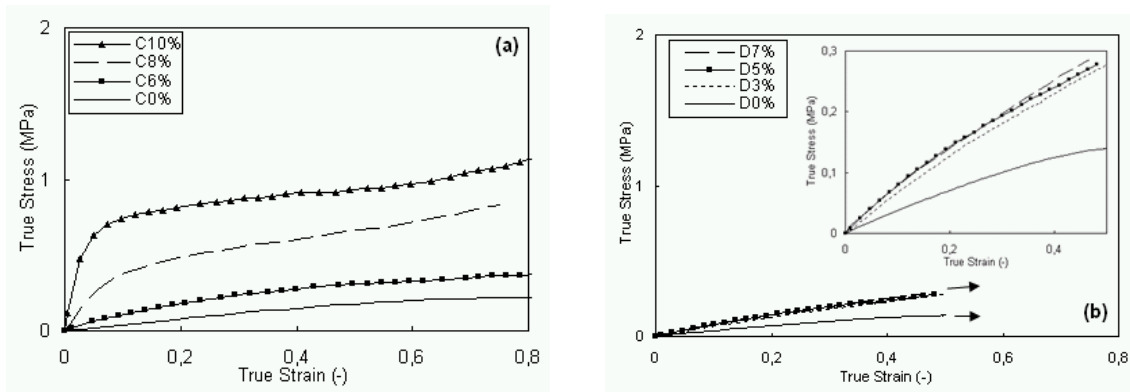 2
(a)
C10%
C8%
C6%
C0%
True Stress (MPa)
1
0
0
0,2
0,4
0,6
0,8
True Strain (-)
2
D7%
D5%
D3%
D0%
True Stress (MPa)
1
0
0
0,2
0,4
0,6
0,8
True Strain (-)
(b)
0,3
0,2
0,1
0
True Stress (MPa)
0
0,2
0,4
True Strain (-)